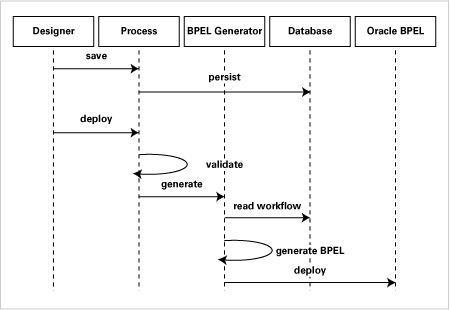 Designer
Process
BPEL Generator
Database
Oracle BPEL
save
persist
deploy
validate
generate
read workflow
generate BPEL
deploy